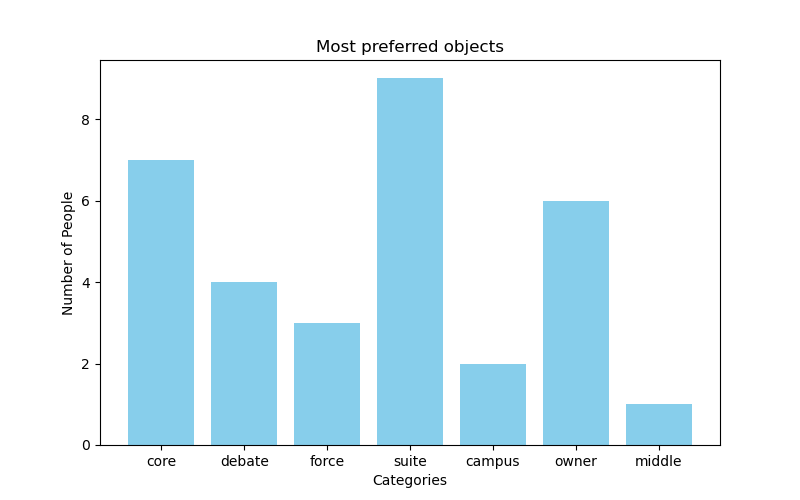 Most preferred objects
Number of People
8
6
4
2
0
core debate force suite campus owner middle
Categories